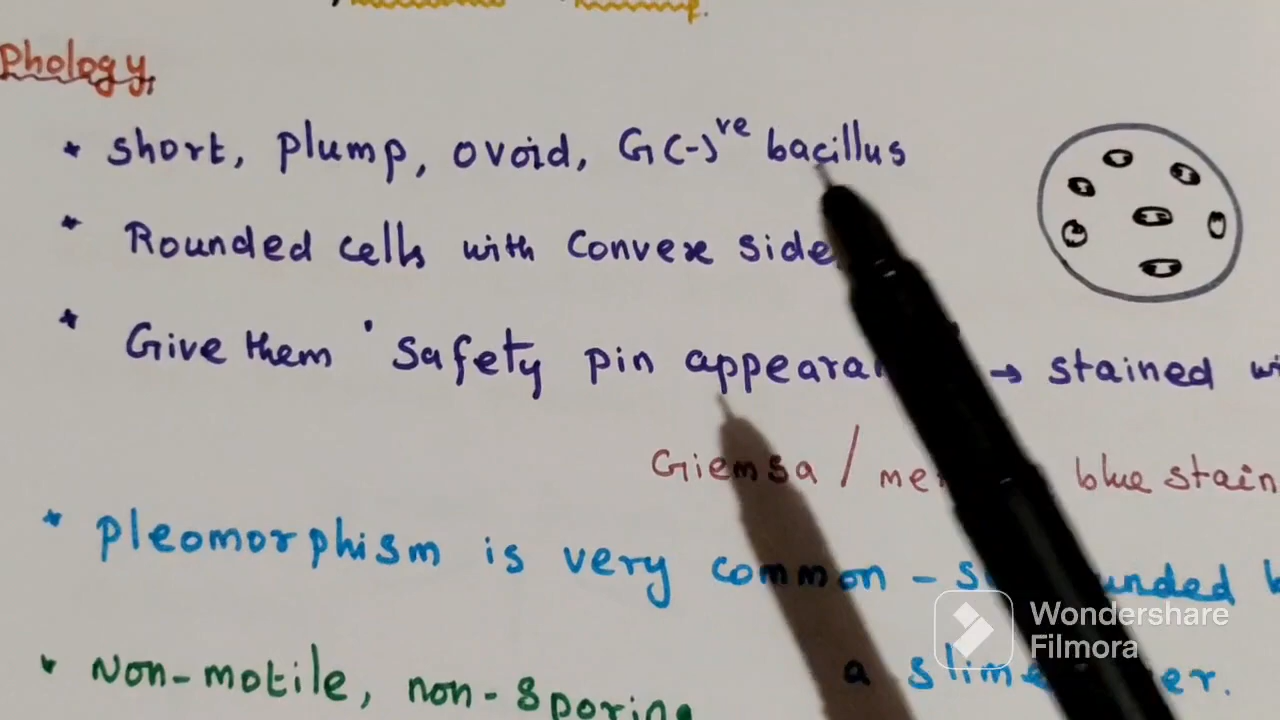 Phology,
* short, plump, ovoid, G(-)ve bacillus
* Rounded cells with Convex side
* Give them 'safety pin appeara → stained wi
Giemsa / me blue stain
* pleomorphism is very common - s unded b
a slime er.
* Non-motile, non-sporing
Wondershare
Filmora